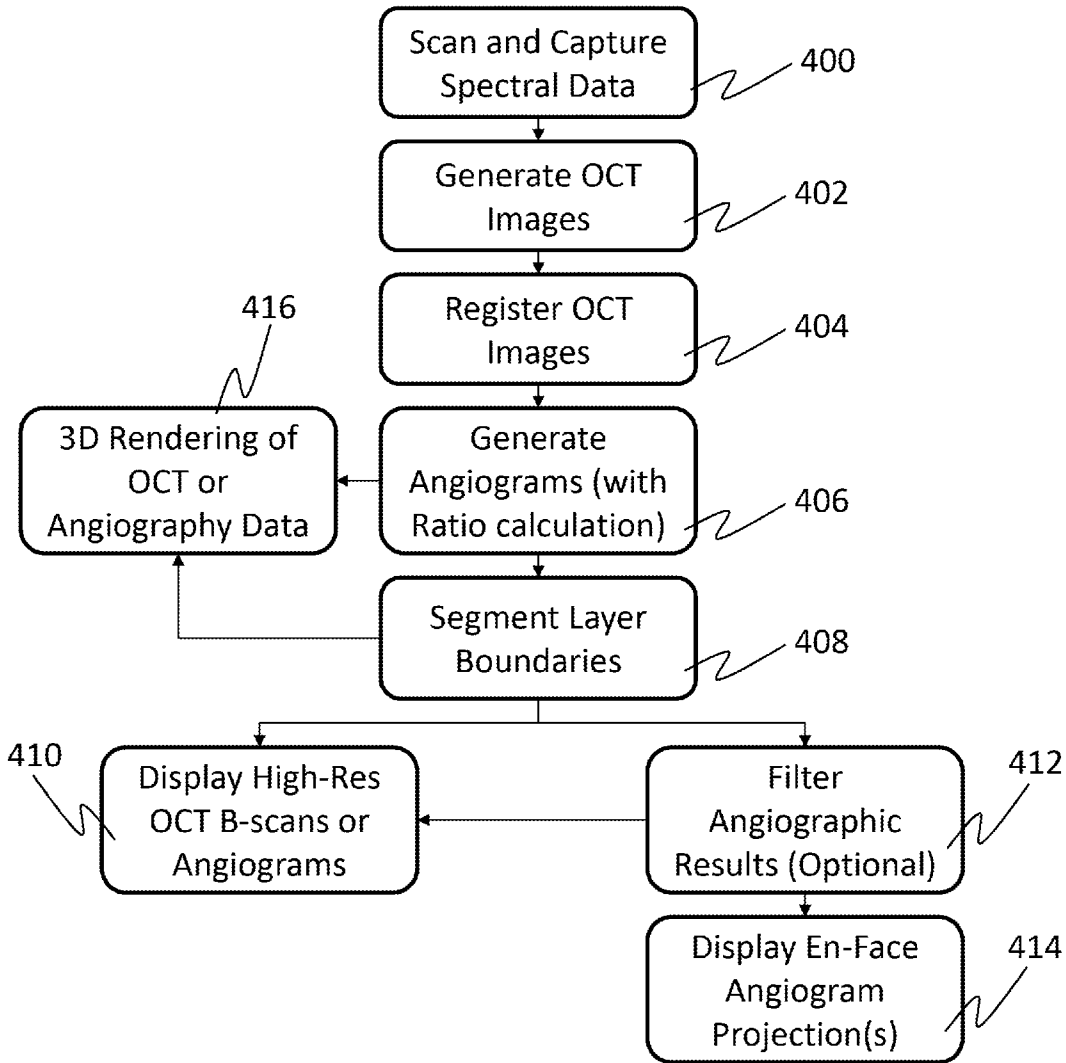 Scan and Capture
Spectral Data
400
Generate OCT
Images
402
Register OCT
Images
404
416
3D Rendering of
OCT or
Angiography Data
Generate
Angiograms (with
Ratio calculation)
406
Segment Layer
Boundaries
408
410
Display High-Res
OCT B-scans or
Angiograms
Filter
Angiographic
Results (Optional)
412
Display En-Face
Angiogram
Projection(s)
414